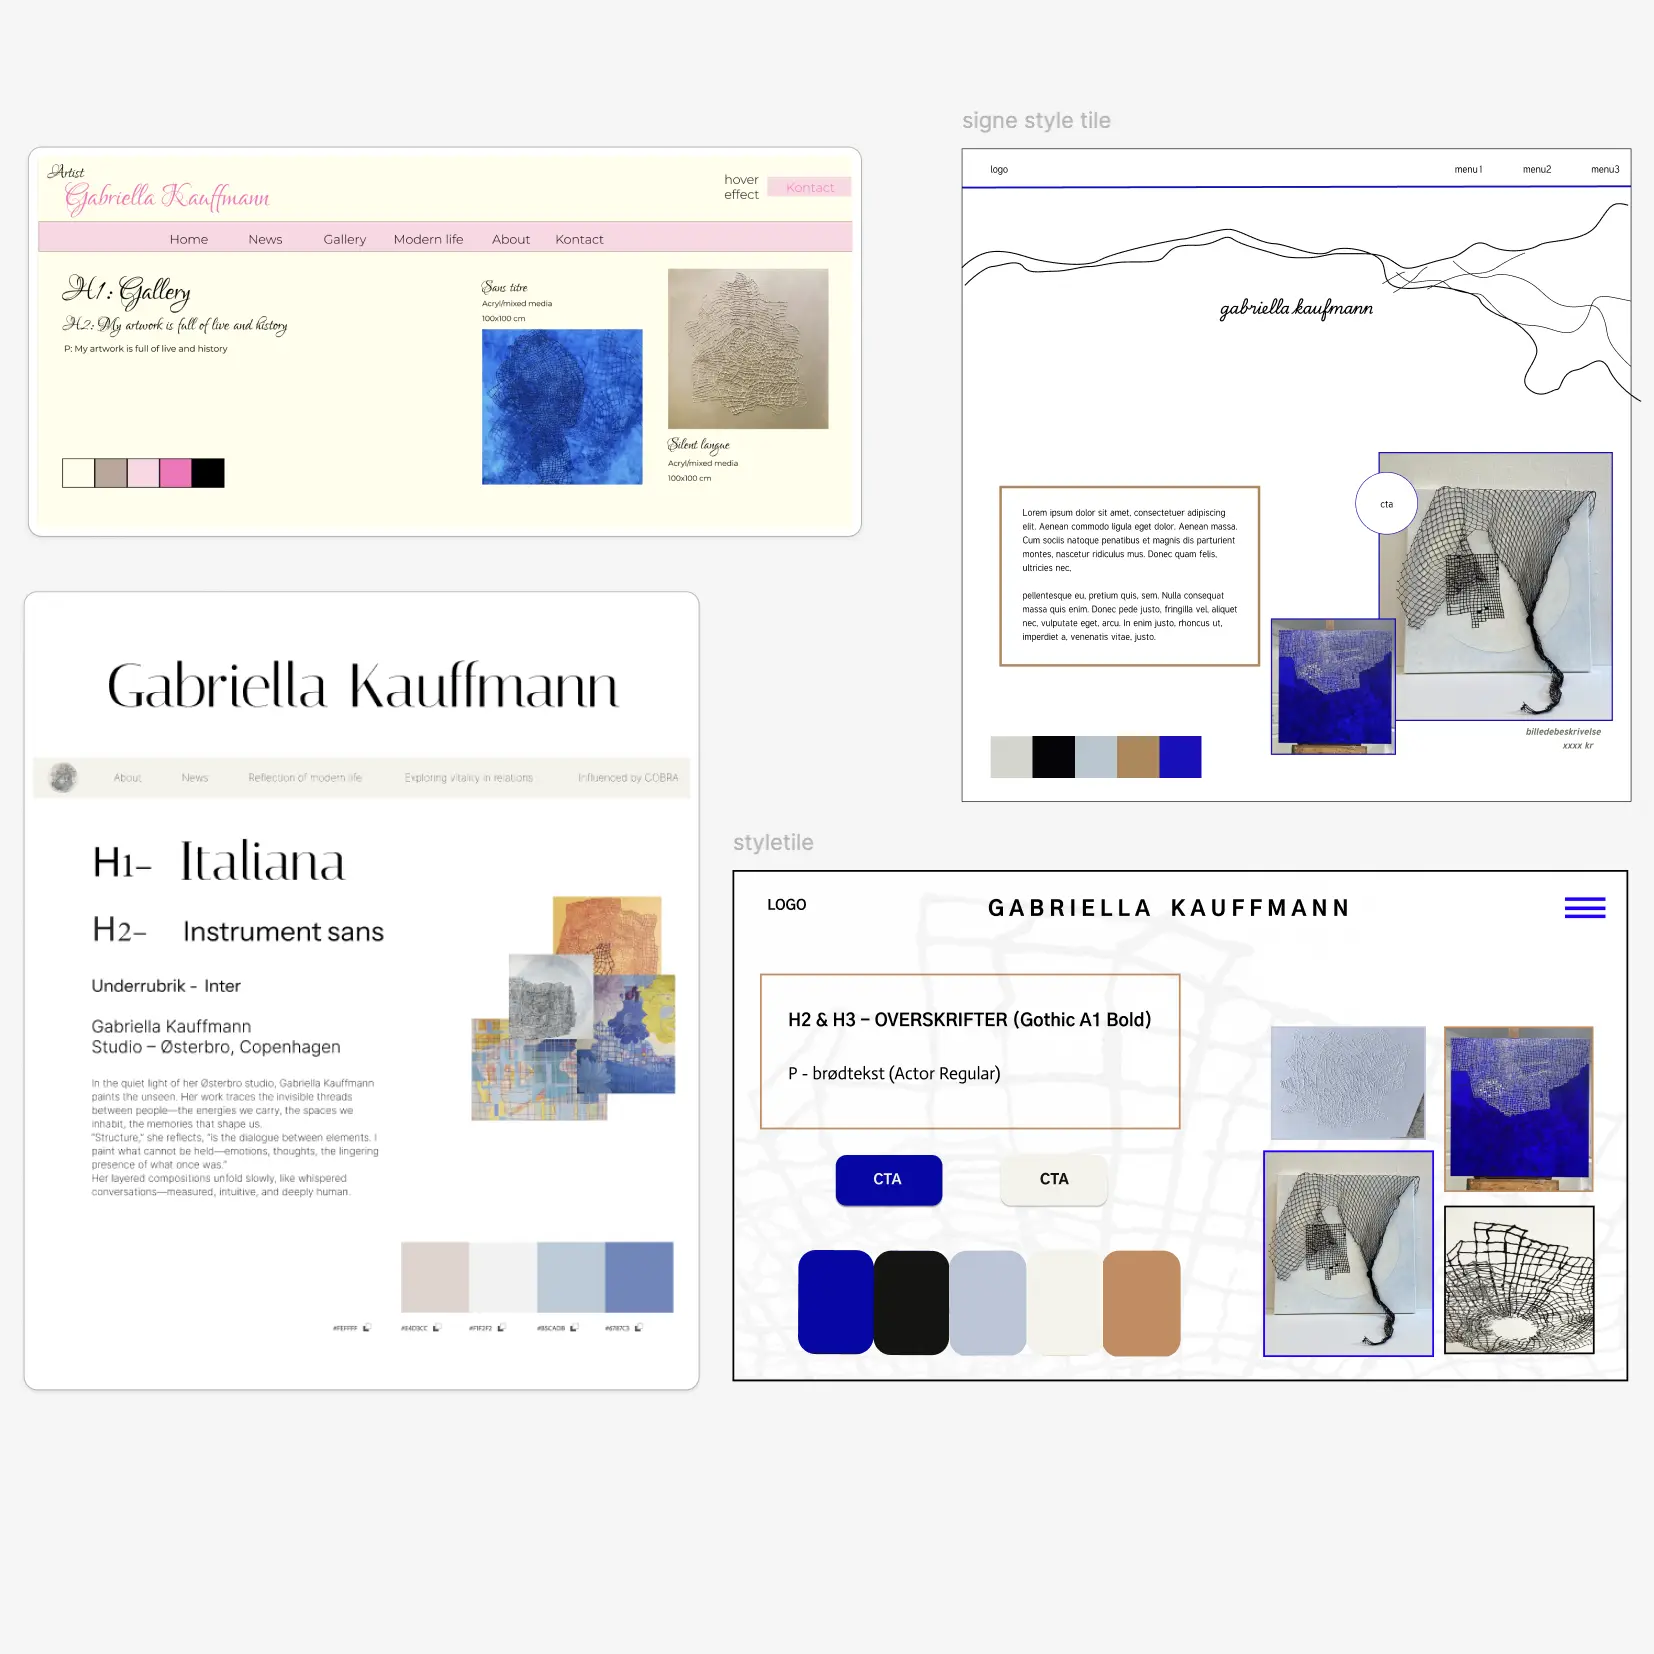 Artist
Gabriella Kauffmann
hover
effect
Kontact
Home
News
Gallery
Modern life
About
Kontact
H1: Gallery
H2: My artwork is full of live and history
P: My artwork is full of live and history
Sans titre
Acryl/mixed media
100x100 cm
Silent langue
Acryl/mixed media
100x100 cm
signe style tile
logo
menu1
menu2
menu3
gabriella kaufmann
cta
Lorem ipsum dolor sit amet, consectetuer adipiscing
elit. Aenean commodo ligula eget dolor. Aenean massa.
Cum sociis natoque penatibus et magnis dis parturient
montes, nascetur ridiculus mus. Donec quam felis,
ultricies nec,
pellentesque eu, pretium quis, sem. Nulla consequat
massa quis enim. Donec pede justo, fringilla vel, aliquet
nec, vulputate eget, arcu. In enim justo, rhoncus ut,
imperdiet a, venenatis vitae, justo.
billedebeskrivelse
xxxx kr
Gabriella Kauffmann
About
News
Reflection of modern life
Exploring vitality in relations
Influenced by COBRA
H1– Italiana
H2– Instrument sans
Underrubrik - Inter
Gabriella Kauffmann
Studio – Østerbro, Copenhagen
In the quiet light of her Østerbro studio, Gabriella Kauffmann
paints the unseen. Her work traces the invisible threads
between people—the energies we carry, the spaces we
inhabit, the memories that shape us.
"Structure," she reflects, "is the dialogue between elements. I
paint what cannot be held—emotions, thoughts, the lingering
presence of what once was."
Her layered compositions unfold slowly, like whispered
conversations—measured, intuitive, and deeply human.
#FEFFFF
#E4D3CC
#F1F2F2
#B5CADB
#6787C3
styletile
LOGO
GABRIELLA KAUFFMANN
H2 & H3 – OVERSKRIFTER (Gothic A1 Bold)
P - brødtekst (Actor Regular)
CTA
CTA